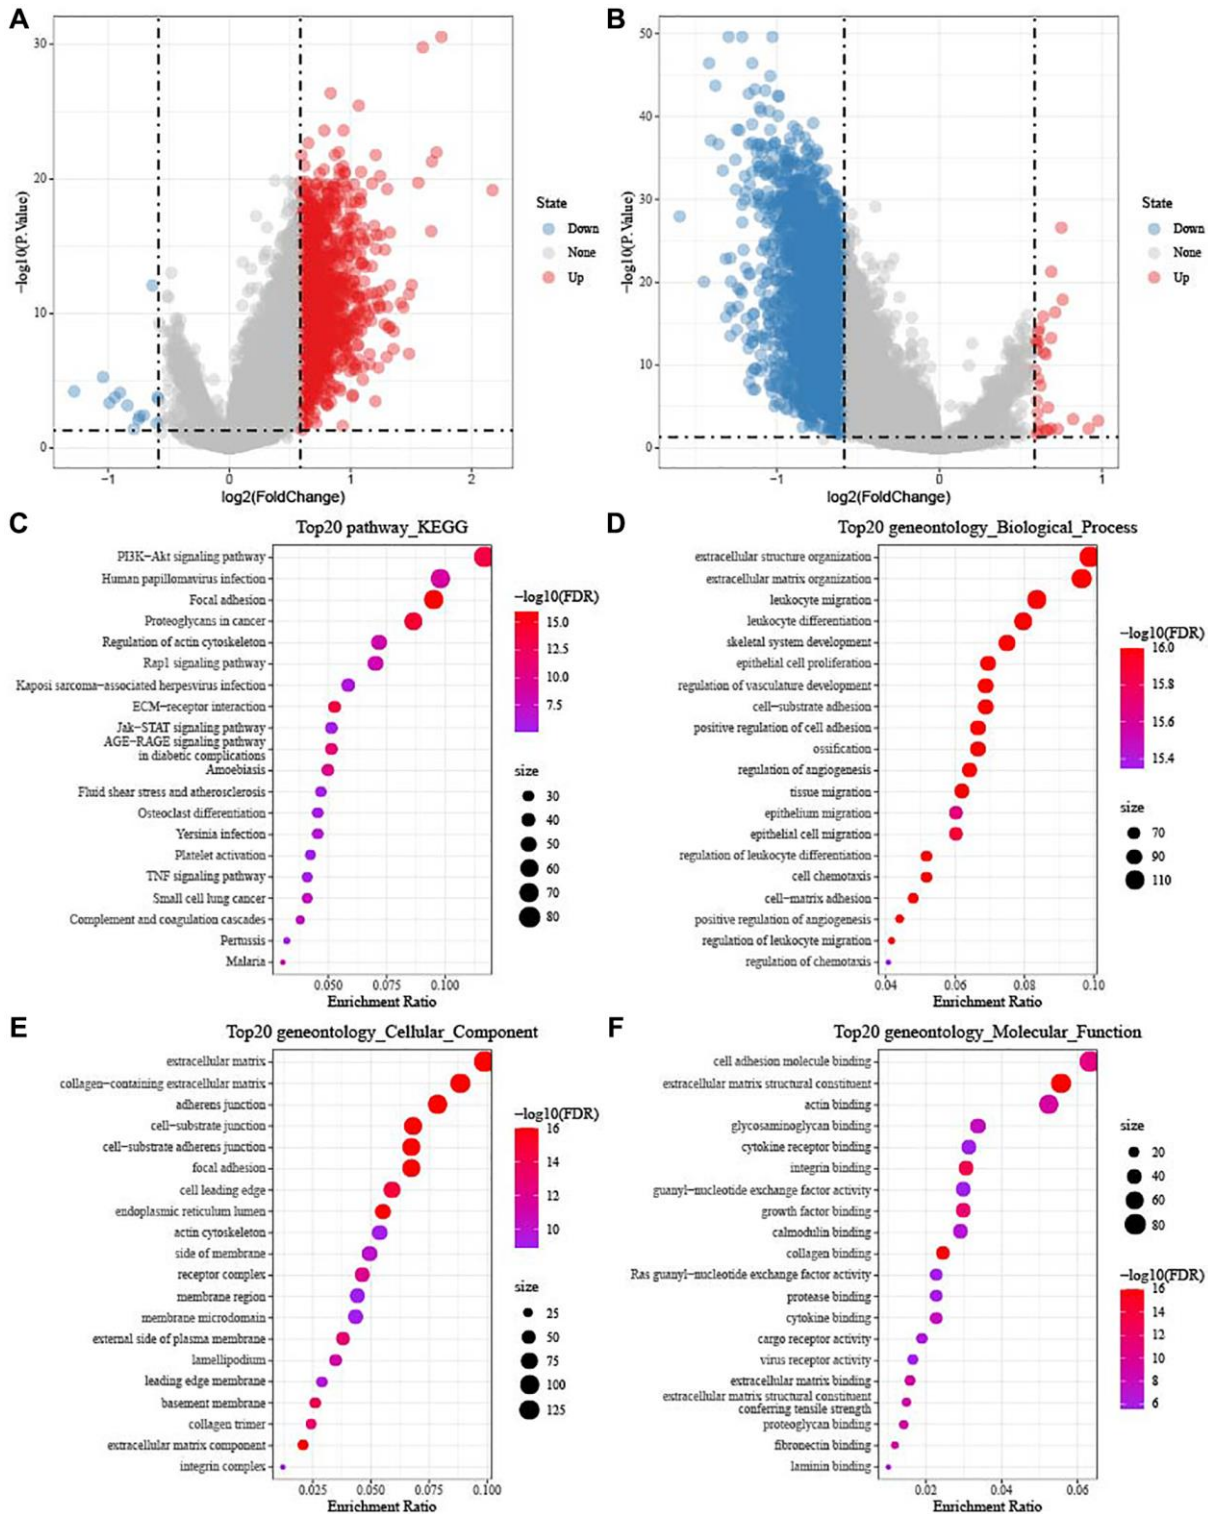 A
30
20
10
0
−log10(P.Value)
−1
0
1
2
log2(FoldChange)
State
Down
None
Up
B
50
40
30
20
10
0
−log10(P.Value)
−1
0
1
log2(FoldChange)
State
Down
None
Up
C
Top20 pathway_KEGG
PI3K−Akt signaling pathway
Human papillomavirus infection
Focal adhesion
Proteoglycans in cancer
Regulation of actin cytoskeleton
Rap1 signaling pathway
Kaposi sarcoma−associated herpesvirus infection
ECM−receptor interaction
Jak−STAT signaling pathway
AGE−RAGE signaling pathway
in diabetic complications
Amoebiasis
Fluid shear stress and atherosclerosis
Osteoclast differentiation
Yersinia infection
Platelet activation
TNF signaling pathway
Small cell lung cancer
Complement and coagulation cascades
Pertussis
Malaria
0.050
0.075
0.100
Enrichment Ratio
−log10(FDR)
15.0
12.5
10.0
7.5
size
30
40
50
60
70
80
D
Top20 geneontology_Biological_Process
extracellular structure organization
extracellular matrix organization
leukocyte migration
leukocyte differentiation
skeletal system development
epithelial cell proliferation
regulation of vasculature development
cell−substrate adhesion
positive regulation of cell adhesion
ossification
regulation of angiogenesis
tissue migration
epithelium migration
epithelial cell migration
regulation of leukocyte differentiation
cell chemotaxis
cell−matrix adhesion
positive regulation of angiogenesis
regulation of leukocyte migration
regulation of chemotaxis
0.04
0.06
0.08
0.10
Enrichment Ratio
−log10(FDR)
16.0
15.8
15.6
15.4
size
70
90
110
E
Top20 geneontology_Cellular_Component
extracellular matrix
collagen−containing extracellular matrix
adherens junction
cell−substrate junction
cell−substrate adherens junction
focal adhesion
cell leading edge
endoplasmic reticulum lumen
actin cytoskeleton
side of membrane
receptor complex
membrane region
membrane microdomain
external side of plasma membrane
lamellipodium
leading edge membrane
basement membrane
collagen trimer
extracellular matrix component
integrin complex
0.025
0.050
0.075
0.100
Enrichment Ratio
−log10(FDR)
16
14
12
10
size
25
50
75
100
125
F
Top20 geneontology_Molecular_Function
cell adhesion molecule binding
extracellular matrix structural constituent
actin binding
glycosaminoglycan binding
cytokine receptor binding
integrin binding
guanyl−nucleotide exchange factor activity
growth factor binding
calmodulin binding
collagen binding
Ras guanyl−nucleotide exchange factor activity
protease binding
cytokine binding
cargo receptor activity
virus receptor activity
extracellular matrix binding
extracellular matrix structural constituent
conferring tensile strength
proteoglycan binding
fibronectin binding
laminin binding
0.02
0.04
0.06
Enrichment Ratio
size
20
40
60
80
−log10(FDR)
16
14
12
10
8
6